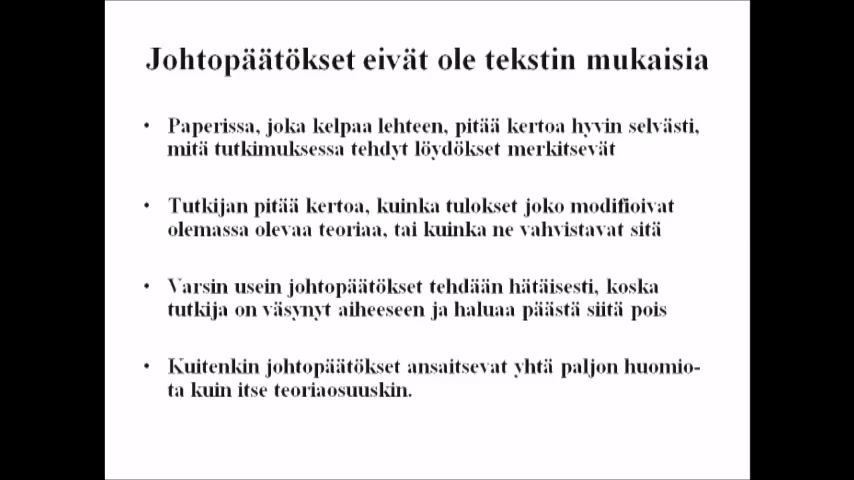 Johtopäätökset eivät ole tekstin mukaisia
• Paperissa, joka kelpaa lehteen, pitää kertoa hyvin selvästi,
mitä tutkimuksessa tehdyt löydökset merkitsevät
• Tutkijan pitää kertoa, kuinka tulokset joko modifioivat
olemassa olevaa teoriaa, tai kuinka ne vahvistavat sitä
• Varsin usein johtopäätökset tehdään hätäisesti, koska
tutkija on väsynyt aiheeseen ja haluaa päästä siitä pois
• Kuitenkin johtopäätökset ansaitsevat yhtä paljon huomio-
ta kuin itse teoriaosuuskin.